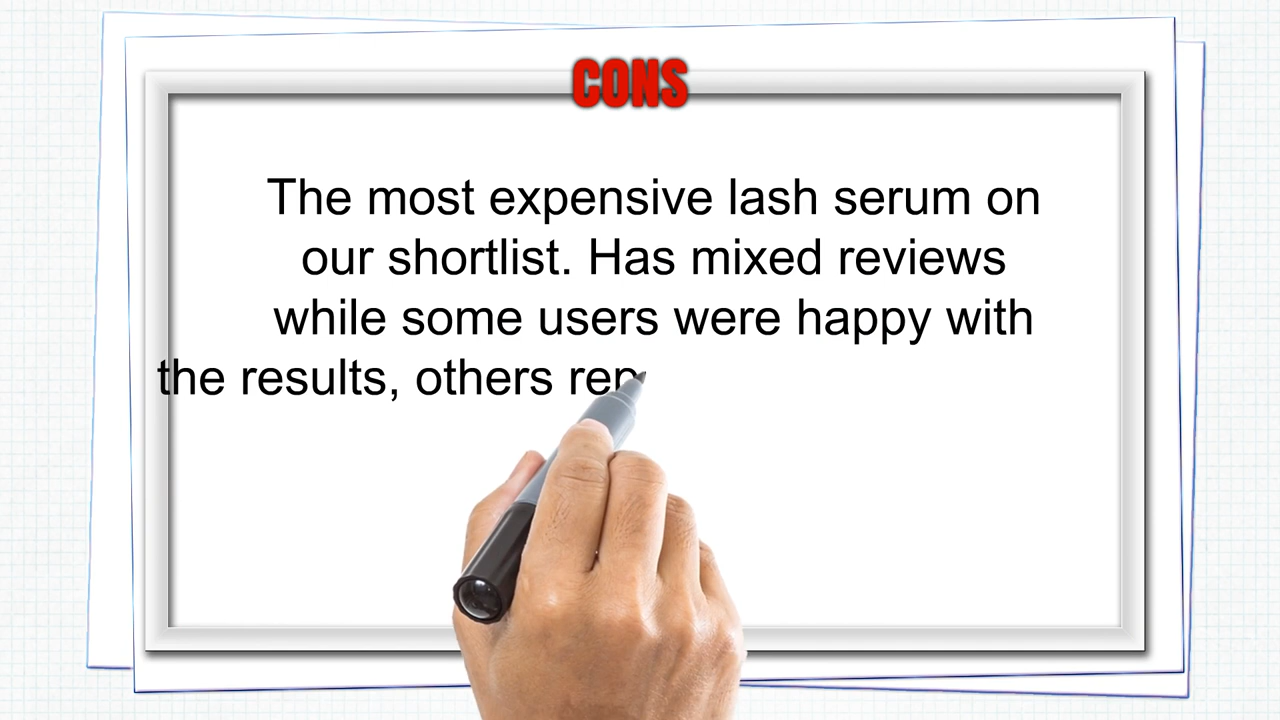 CONS
The most expensive lash serum on
our shortlist. Has mixed reviews
while some users were happy with
the results, others rep